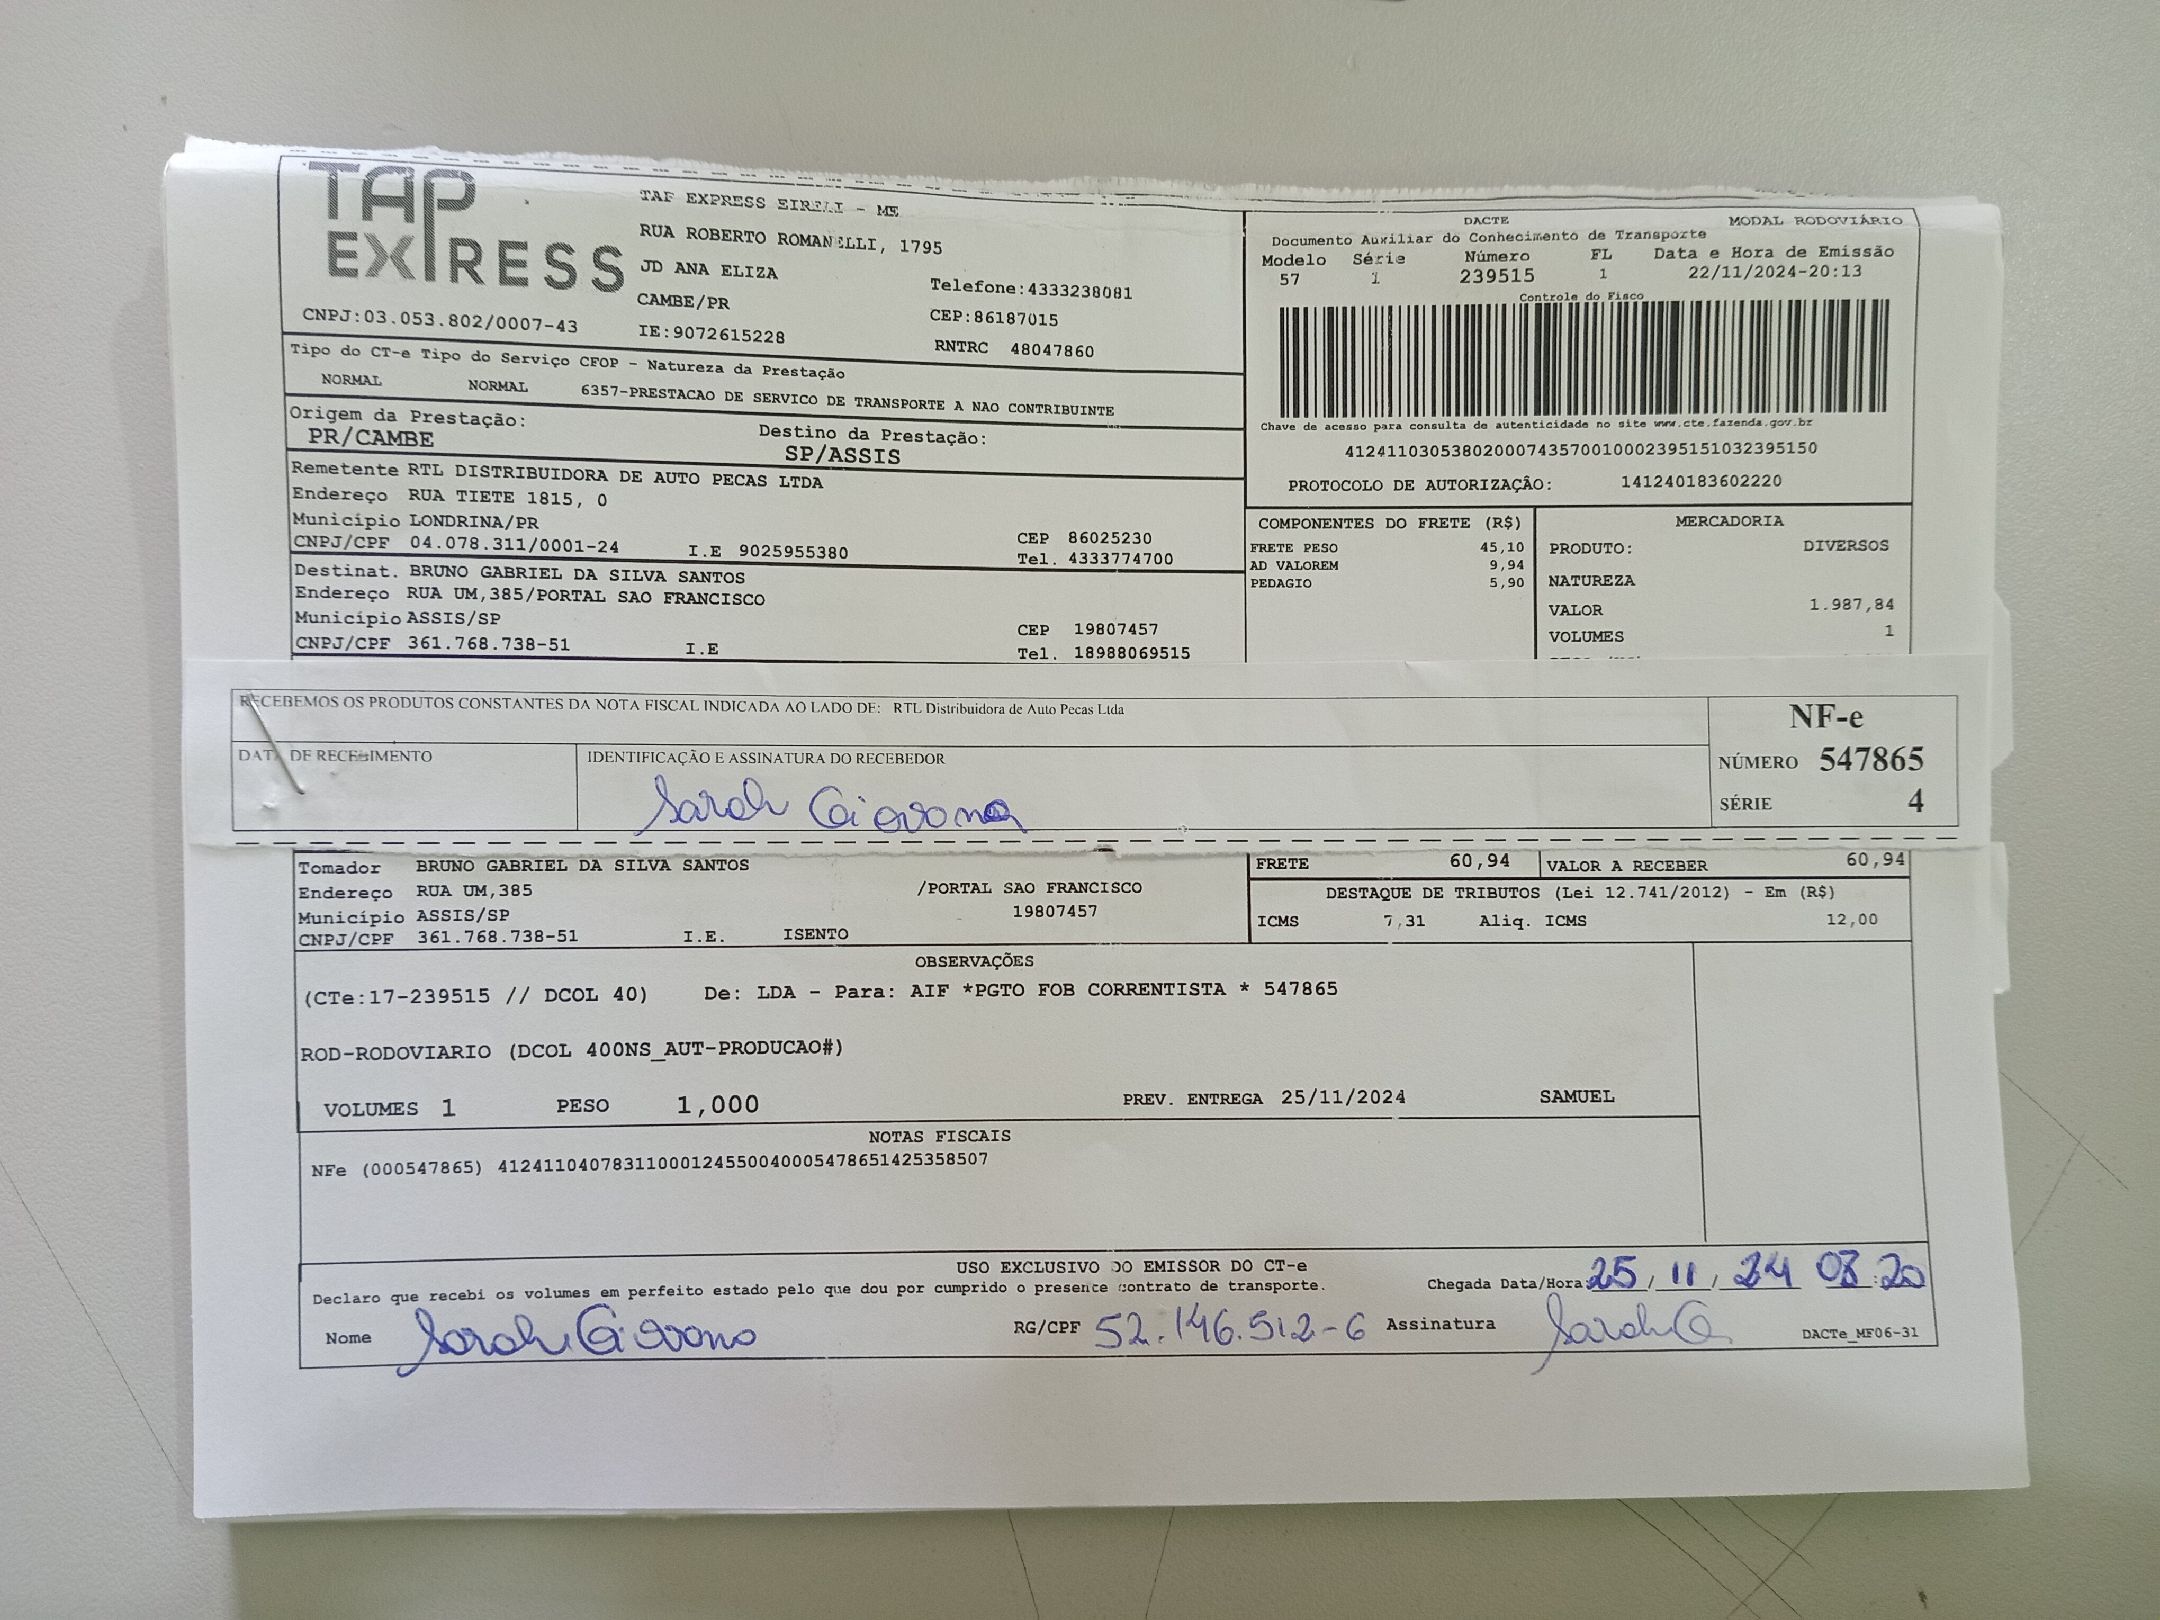 TAP EXPRESS
TAP EXPRESS EIRELI - ME
RUA ROBERTO ROMANELLI, 1795
JD ANA ELIZA
Telefone:4333238081
CAMBE/PR
CEP:86187015
CNPJ:03.053.802/0007-43
IE:9072615228
RNTRC 48047860
DACTE MODAL RODOVIÁRIO
Documento Auxiliar do Conhecimento de Transporte
Modelo Série Número FL Data e Hora de Emissão
57 1 239515 1 22/11/2024-20:13
Controle do Fisco
Chave de acesso para consulta de autenticidade no site www.cte.fazenda.gov.br
41241103053802000743570010002395151032395150
PROTOCOLO DE AUTORIZAÇÂO: 141240183602220
Tipo do CT-e Tipo do Serviço CFOP - Natureza da Prestação
NORMAL NORMAL 6357-PRESTACAO DE SERVICO DE TRANSPORTE A NAO CONTRIBUINTE
Origem da Prestação: Destino da Prestação:
PR/CAMBE SP/ASSIS
Remetente RTL DISTRIBUIDORA DE AUTO PECAS LTDA
Endereço RUA TIETE 1815, 0
Município LONDRINA/PR CEP 86025230
CNPJ/CPF 04.078.311/0001-24 I.E 9025955380 Tel. 4333774700
Destinat. BRUNO GABRIEL DA SILVA SANTOS
Endereço RUA UM,385/PORTAL SAO FRANCISCO
Município ASSIS/SP CEP 19807457
CNPJ/CPF 361.768.738-51 I.E Tel. 18988069515
COMPONENTES DO FRETE (R$)
FRETE PESO 45,10
AD VALOREM 9,94
PEDAGIO 5,90
MERCADORIA
PRODUTO: DIVERSOS
NATUREZA
VALOR 1.987,84
VOLUMES 1
RECEBEMOS OS PRODUTOS CONSTANTES DA NOTA FISCAL INDICADA AO LADO DE: RTL Distribuidora de Auto Pecas Ltda
DATA DE RECEBIMENTO
IDENTIFICAÇÃO E ASSINATURA DO RECEBEDOR
Sarah Giovana
NF-e
NÚMERO 547865
SÉRIE 4
Tomador BRUNO GABRIEL DA SILVA SANTOS
Endereço RUA UM,385 /PORTAL SAO FRANCISCO
Município ASSIS/SP 19807457
CNPJ/CPF 361.768.738-51 I.E. ISENTO
FRETE 60,94 VALOR A RECEBER 60,94
DESTAQUE DE TRIBUTOS (Lei 12.741/2012) - Em (R$)
ICMS 7,31 Aliq. ICMS 12,00
OBSERVAÇÕES
(CTe:17-239515 // DCOL 40) De: LDA - Para: AIF *PGTO FOB CORRENTISTA * 547865
ROD-RODOVIARIO (DCOL 400NS_AUT-PRODUCAO#)
VOLUMES 1 PESO 1,000 PREV. ENTREGA 25/11/2024 SAMUEL
NOTAS FISCAIS
NFe (000547865) 41241104078311000124550040005478651425358507
USO EXCLUSIVO DO EMISSOR DO CT-e
Declaro que recebi os volumes em perfeito estado pelo que dou por cumprido o presente contrato de transporte. Chegada Data/Hora: 25/11/24 08:20
Nome Sarah Giovana RG/CPF 52.146.512-6 Assinatura Sarah G. DACTe_MF06-31